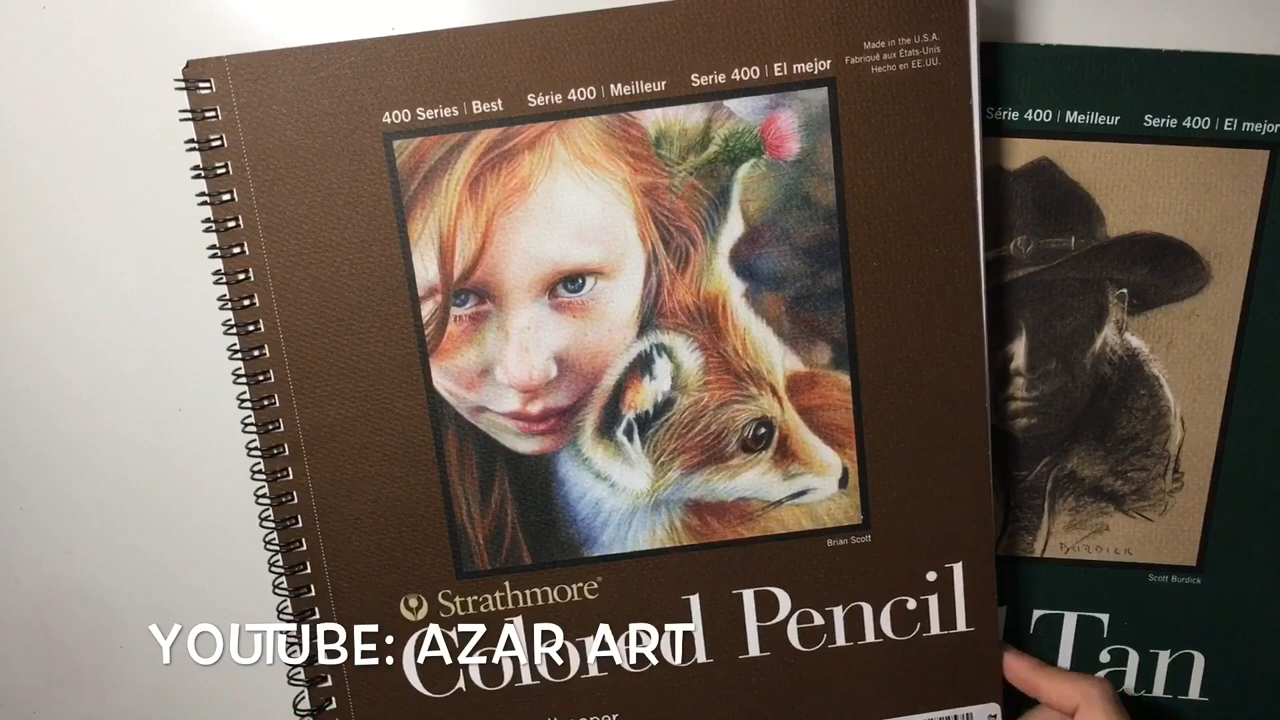 Made in the U.S.A.
Fabriqué aux États-Unis
Hecho en EE.UU.
400 Series | Best Série 400 | Meilleur Serie 400 | El mejor
Brian Scott
Strathmore®
Colored Pencil
YOUTUBE: AZAR ART
Série 400 | Meilleur Serie 400 | El mejor
BURDICK
Scott Burdick
Tan